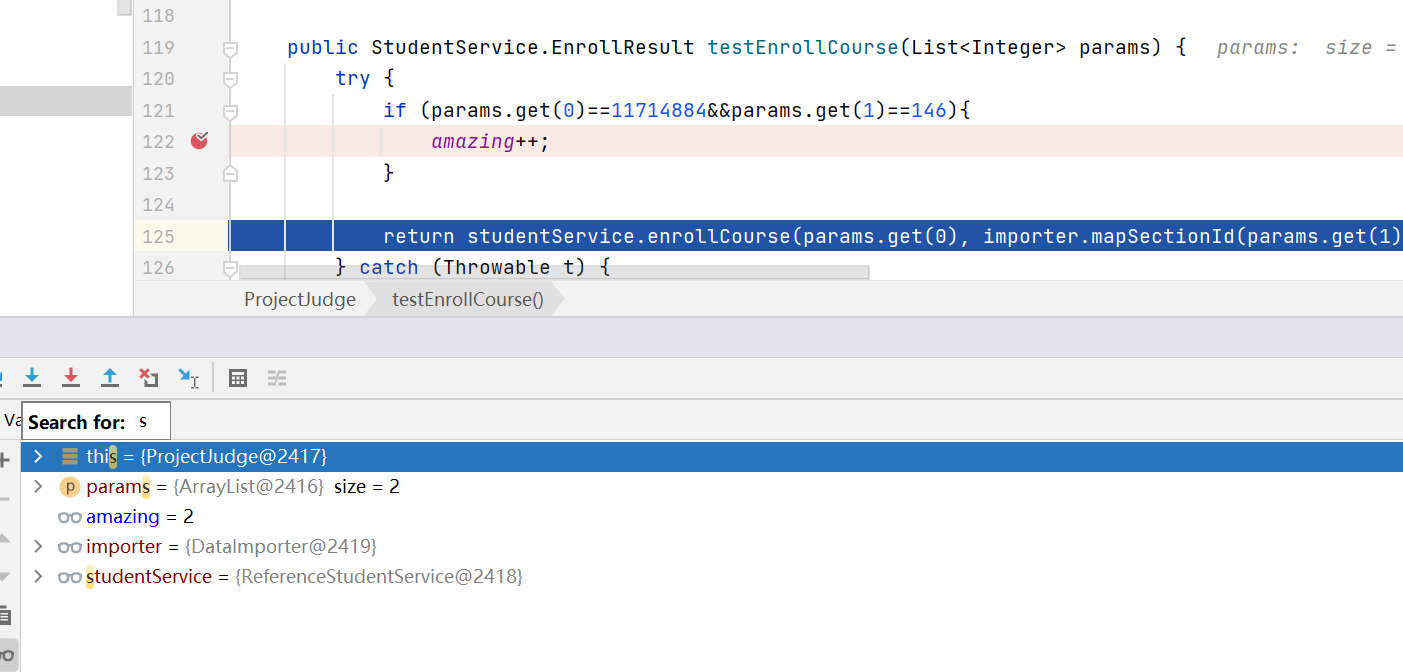 118
119 public StudentService.EnrollResult testEnrollCourse(List<Integer> params) { params: size =
120 try {
121 if (params.get(0)==11714884&&params.get(1)==146){
122 amazing++;
123 }
124
125 return studentService.enrollCourse(params.get(0), importer.mapSectionId(params.get(1)
126 } catch (Throwable t) {
ProjectJudge testEnrollCourse()
Va Search for: s
this = {ProjectJudge@2417}
p params = {ArrayList@2416} size = 2
amazing = 2
importer = {DataImporter@2419}
studentService = {ReferenceStudentService@2418}